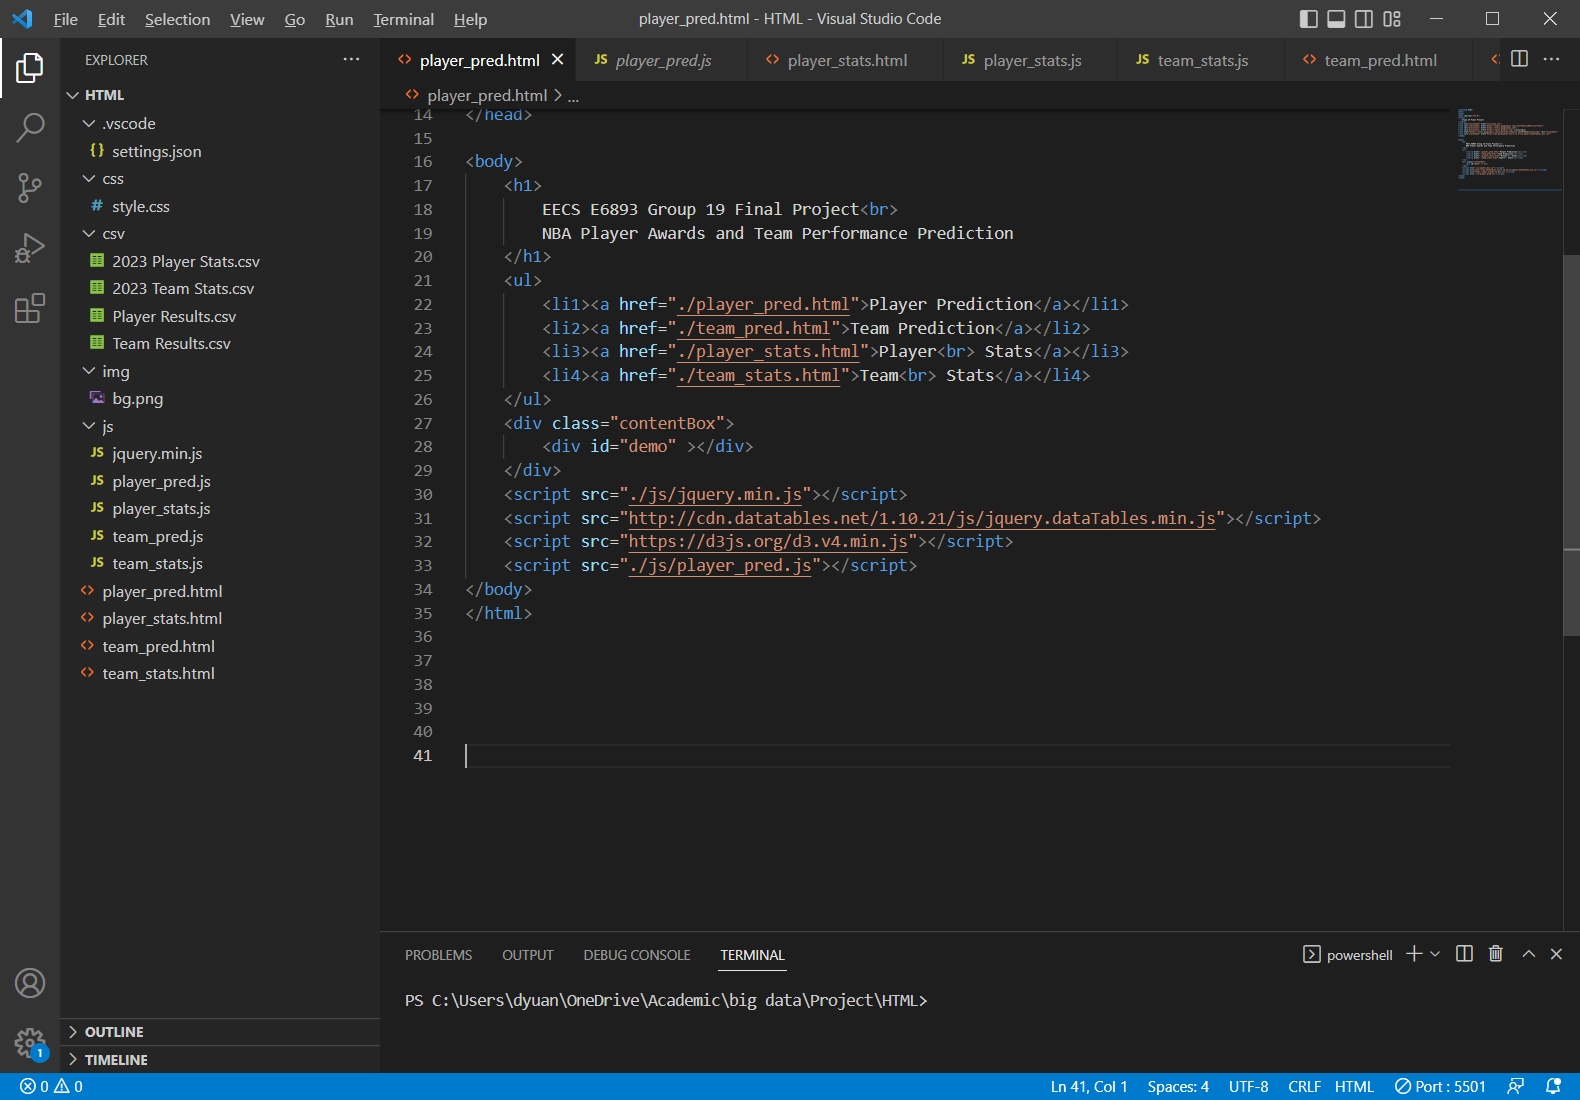 File Edit Selection View Go Run Terminal Help
player_pred.html - HTML - Visual Studio Code
EXPLORER
HTML
.vscode
{} settings.json
css
# style.css
csv
2023 Player Stats.csv
2023 Team Stats.csv
Player Results.csv
Team Results.csv
img
bg.png
js
JS jquery.min.js
JS player_pred.js
JS player_stats.js
JS team_pred.js
JS team_stats.js
<> player_pred.html
<> player_stats.html
<> team_pred.html
<> team_stats.html
OUTLINE
TIMELINE
<> player_pred.html JS player_pred.js <> player_stats.html JS player_stats.js JS team_stats.js <> team_pred.html
<> player_pred.html > ...
14 </head>
15
16 <body>
17 <h1>
18 EECS E6893 Group 19 Final Project<br>
19 NBA Player Awards and Team Performance Prediction
20 </h1>
21 <ul>
22 <li1><a href="./player_pred.html">Player Prediction</a></li1>
23 <li2><a href="./team_pred.html">Team Prediction</a></li2>
24 <li3><a href="./player_stats.html">Player<br> Stats</a></li3>
25 <li4><a href="./team_stats.html">Team<br> Stats</a></li4>
26 </ul>
27 <div class="contentBox">
28 <div id="demo" ></div>
29 </div>
30 <script src="./js/jquery.min.js"></script>
31 <script src="http://cdn.datatables.net/1.10.21/js/jquery.dataTables.min.js"></script>
32 <script src="https://d3js.org/d3.v4.min.js"></script>
33 <script src="./js/player_pred.js"></script>
34 </body>
35 </html>
36
37
38
39
40
41
PROBLEMS OUTPUT DEBUG CONSOLE TERMINAL
powershell
PS C:\Users\dyuan\OneDrive\Academic\big data\Project\HTML>
1
0 0
Ln 41, Col 1 Spaces: 4 UTF-8 CRLF HTML Port : 5501